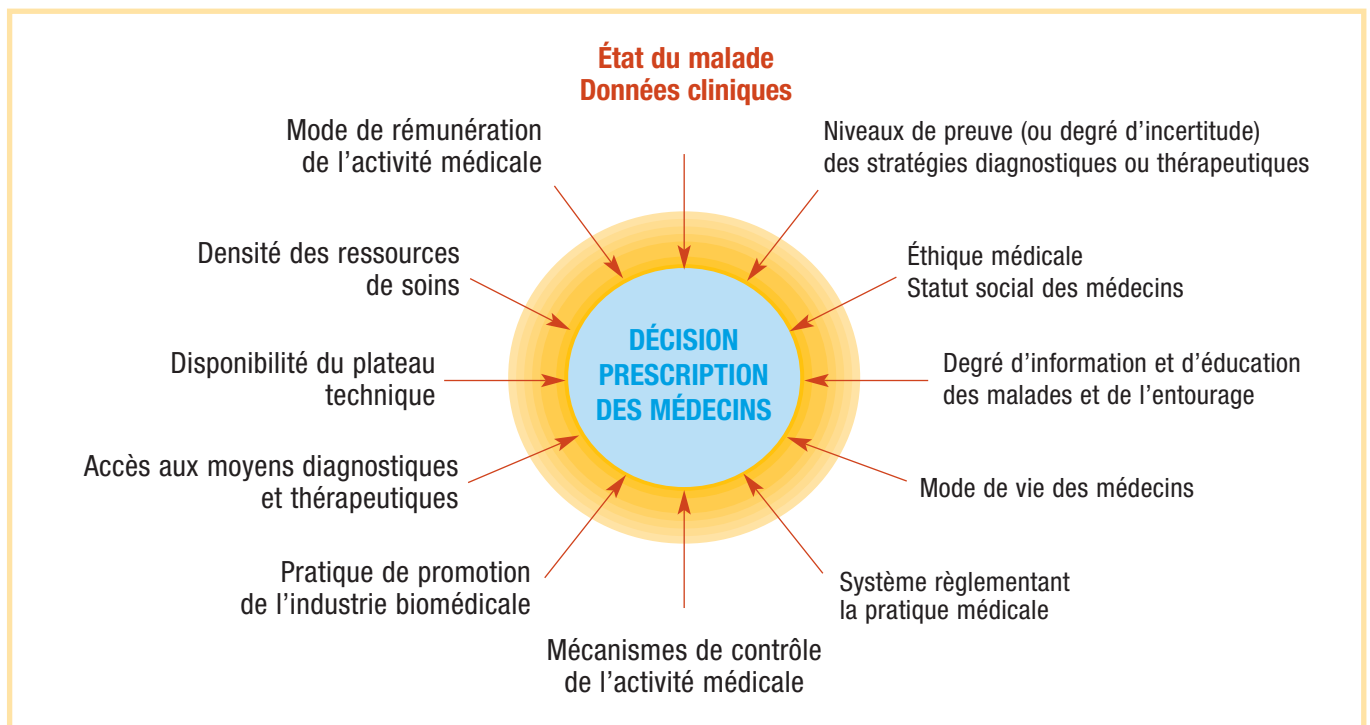 État du malade
Données cliniques
Mode de rémunération
de l’activité médicale
Niveaux de preuve (ou degré d’incertitude)
des stratégies diagnostiques ou thérapeutiques
Densité des ressources
de soins
Éthique médicale
Statut social des médecins
DÉCISION
PRESCRIPTION
DES MÉDECINS
Disponibilité du plateau
technique
Degré d’information et d’éducation
des malades et de l’entourage
Accès aux moyens diagnostiques
et thérapeutiques
Mode de vie des médecins
Pratique de promotion
de l’industrie biomédicale
Système règlementant
la pratique médicale
Mécanismes de contrôle
de l’activité médicale